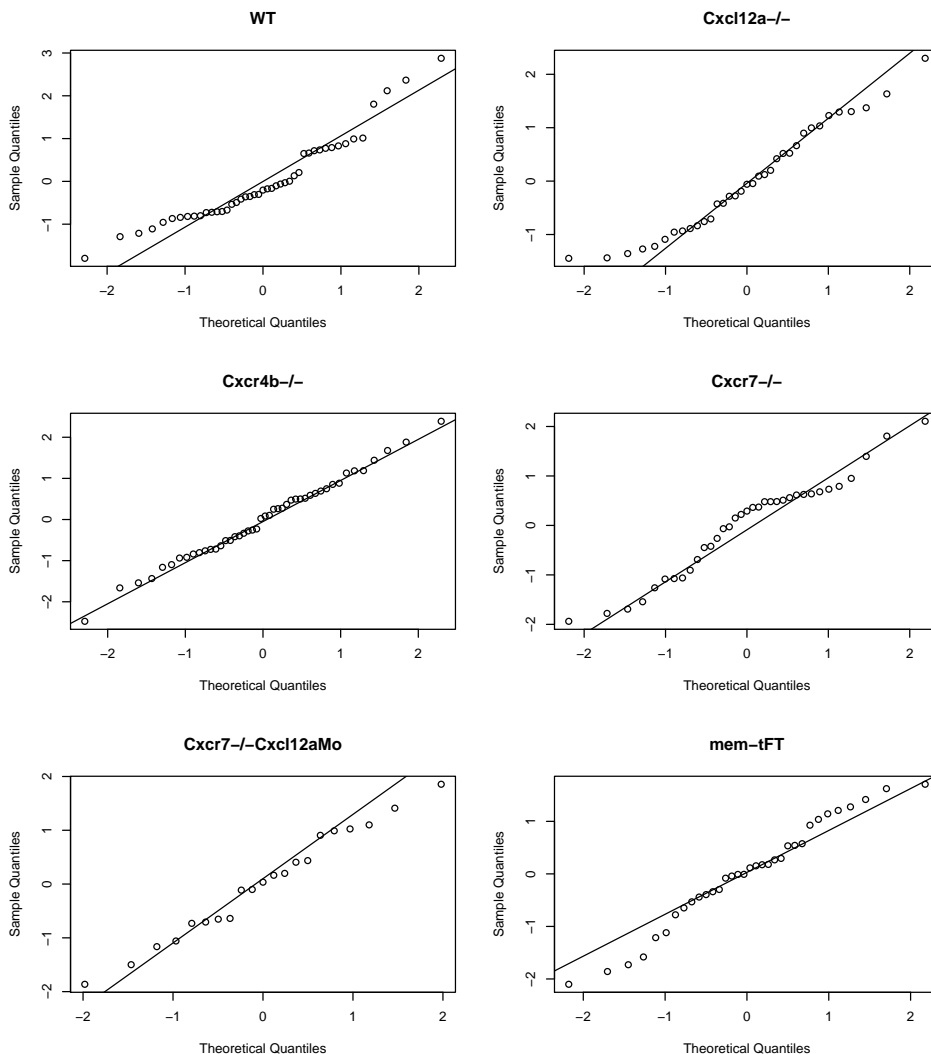 WT
Sample Quantiles
3
2
1
0
−1
−2 −1 0 1 2
Theoretical Quantiles
Cxcl12a−/−
Sample Quantiles
2
1
0
−1
−2 −1 0 1 2
Theoretical Quantiles
Cxcr4b−/−
Sample Quantiles
2
1
0
−1
−2
−2 −1 0 1 2
Theoretical Quantiles
Cxcr7−/−
Sample Quantiles
2
1
0
−1
−2
−2 −1 0 1 2
Theoretical Quantiles
Cxcr7−/−Cxcl12aMo
Sample Quantiles
2
1
0
−1
−2
−2 −1 0 1 2
Theoretical Quantiles
mem−tFT
Sample Quantiles
1
0
−1
−2
−2 −1 0 1 2
Theoretical Quantiles